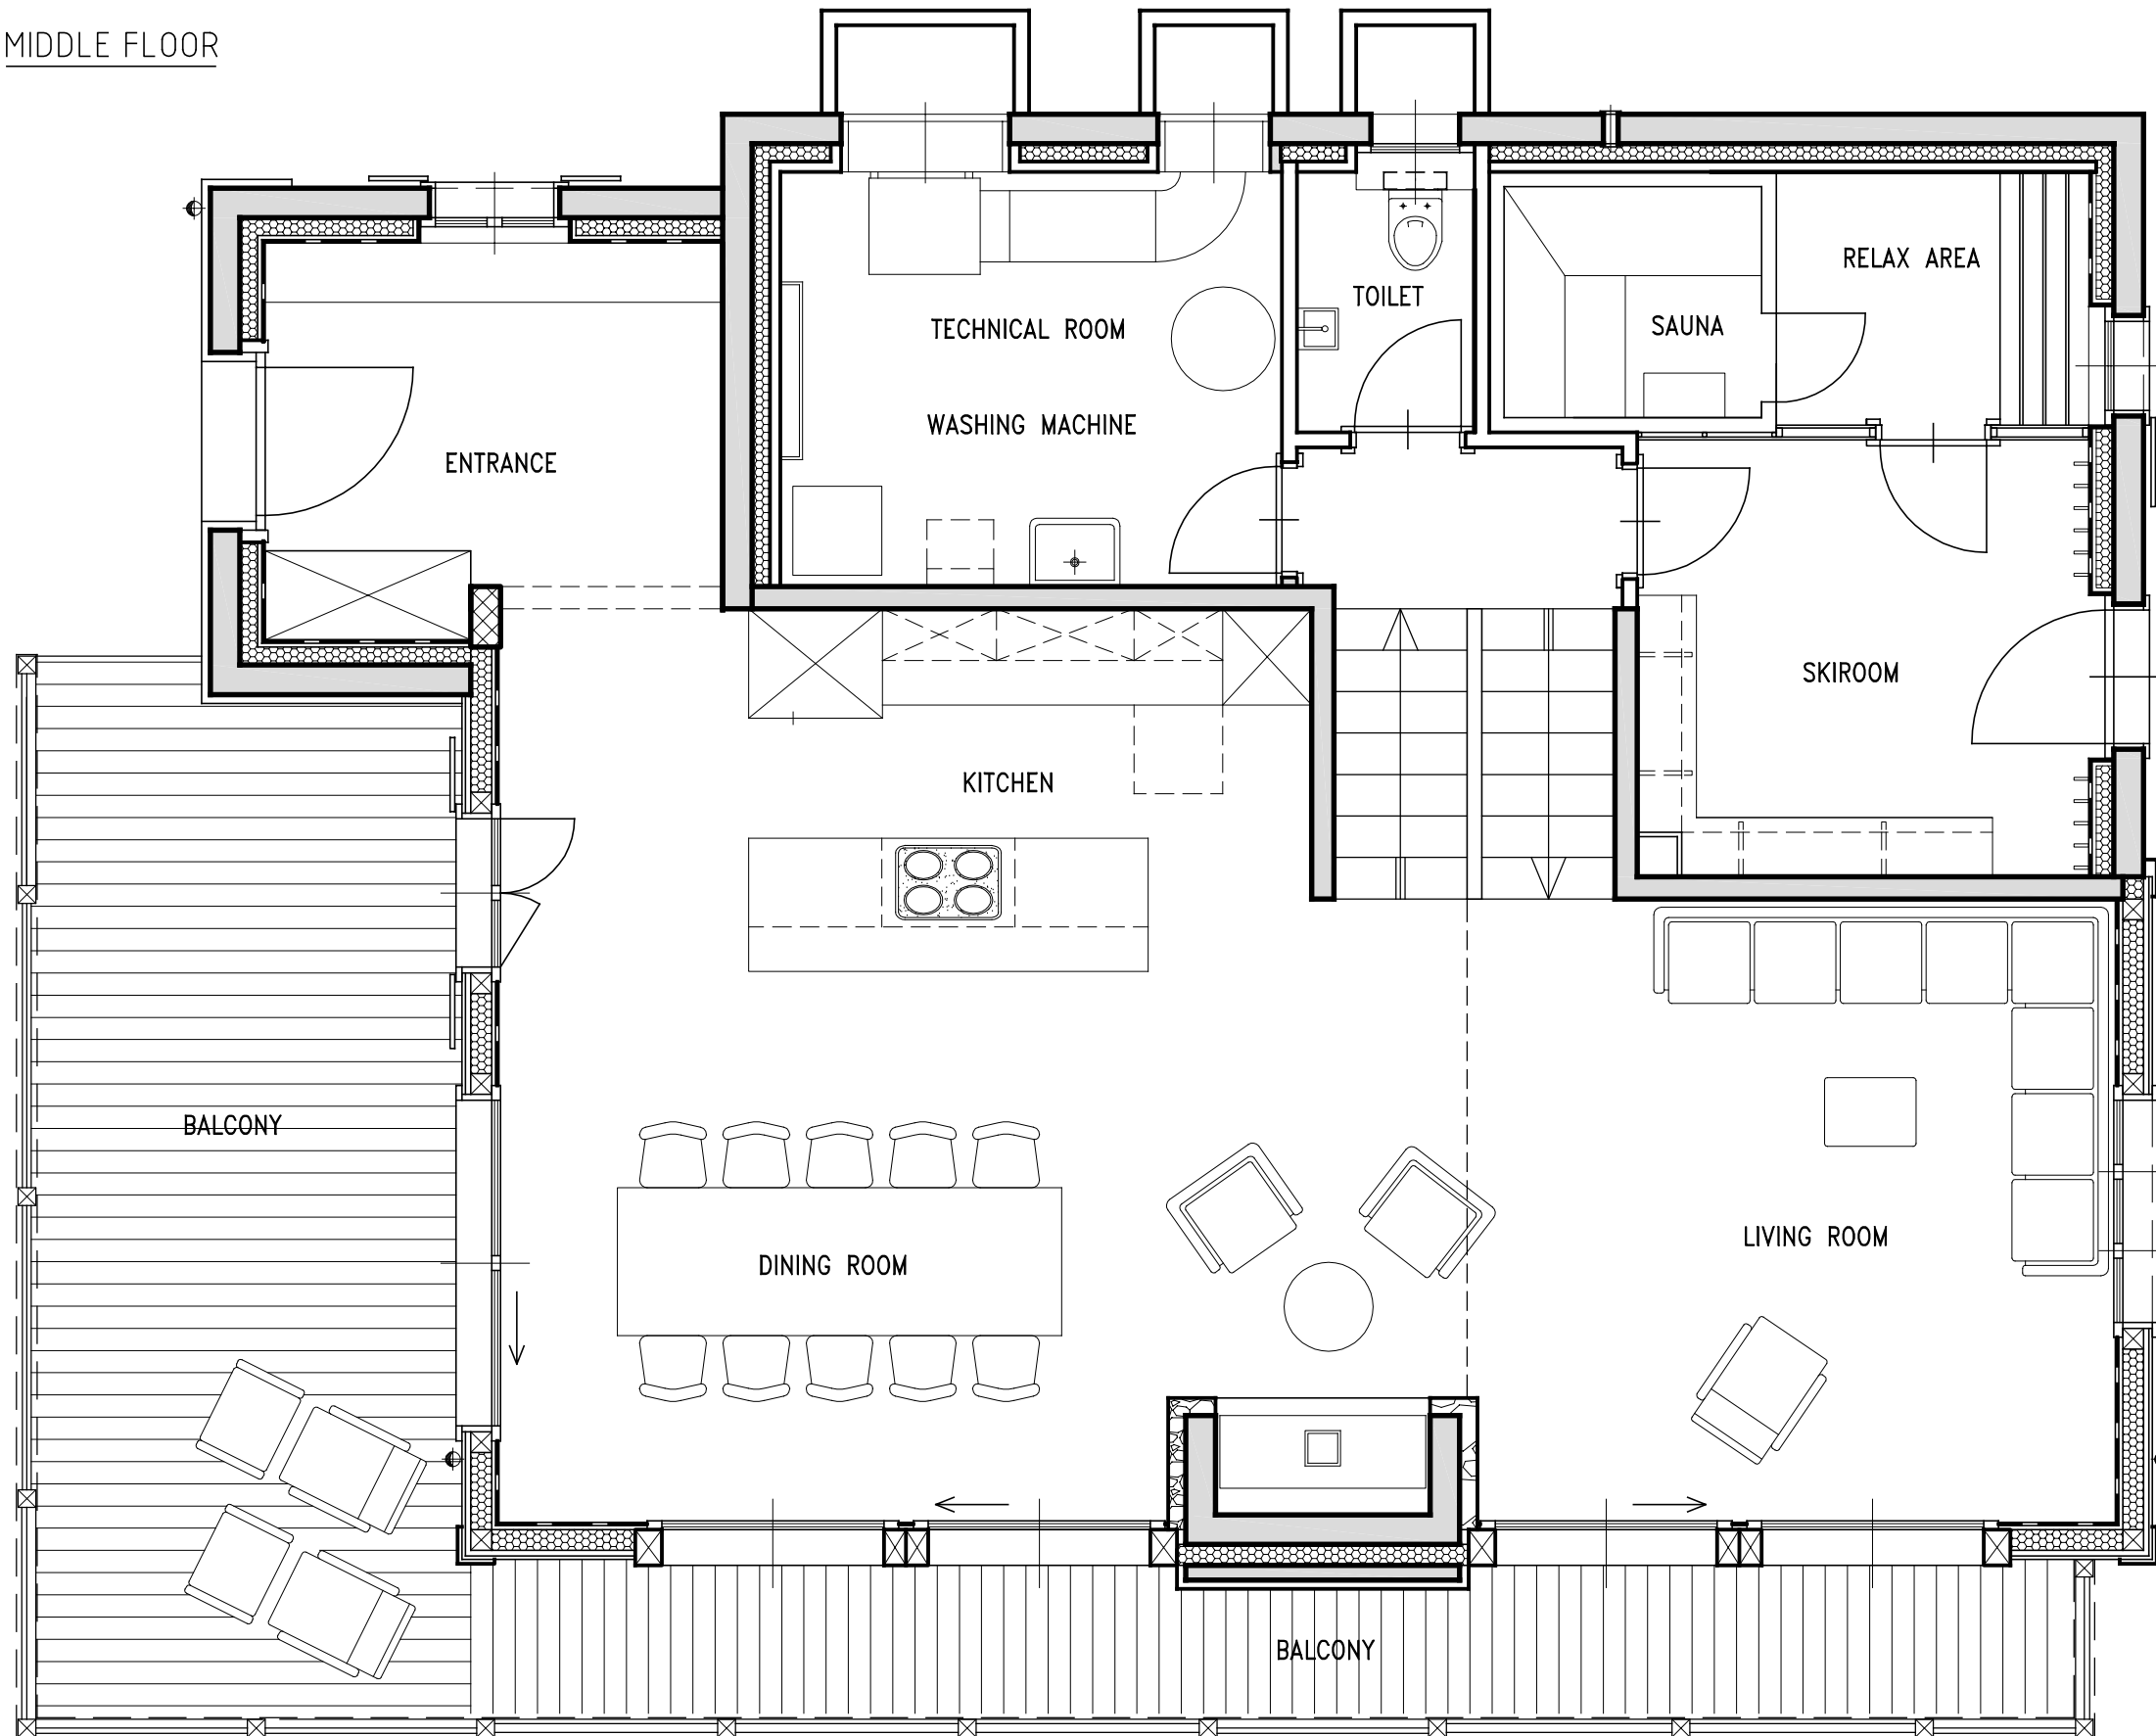 MIDDLE FLOOR
RELAX AREA
TOILET
SAUNA
TECHNICAL ROOM
WASHING MACHINE
ENTRANCE
SKIROOM
KITCHEN
BALCONY
LIVING ROOM
DINING ROOM
BALCONY